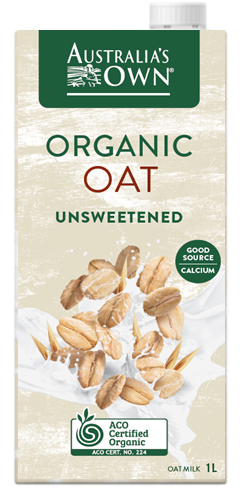 AUSTRALIA'S
OWN®
ORGANIC
OAT
UNSWEETENED
GOOD
SOURCE
CALCIUM
ACO
Certified
Organic
ACO CERT. NO. 224
OAT MILK 1L